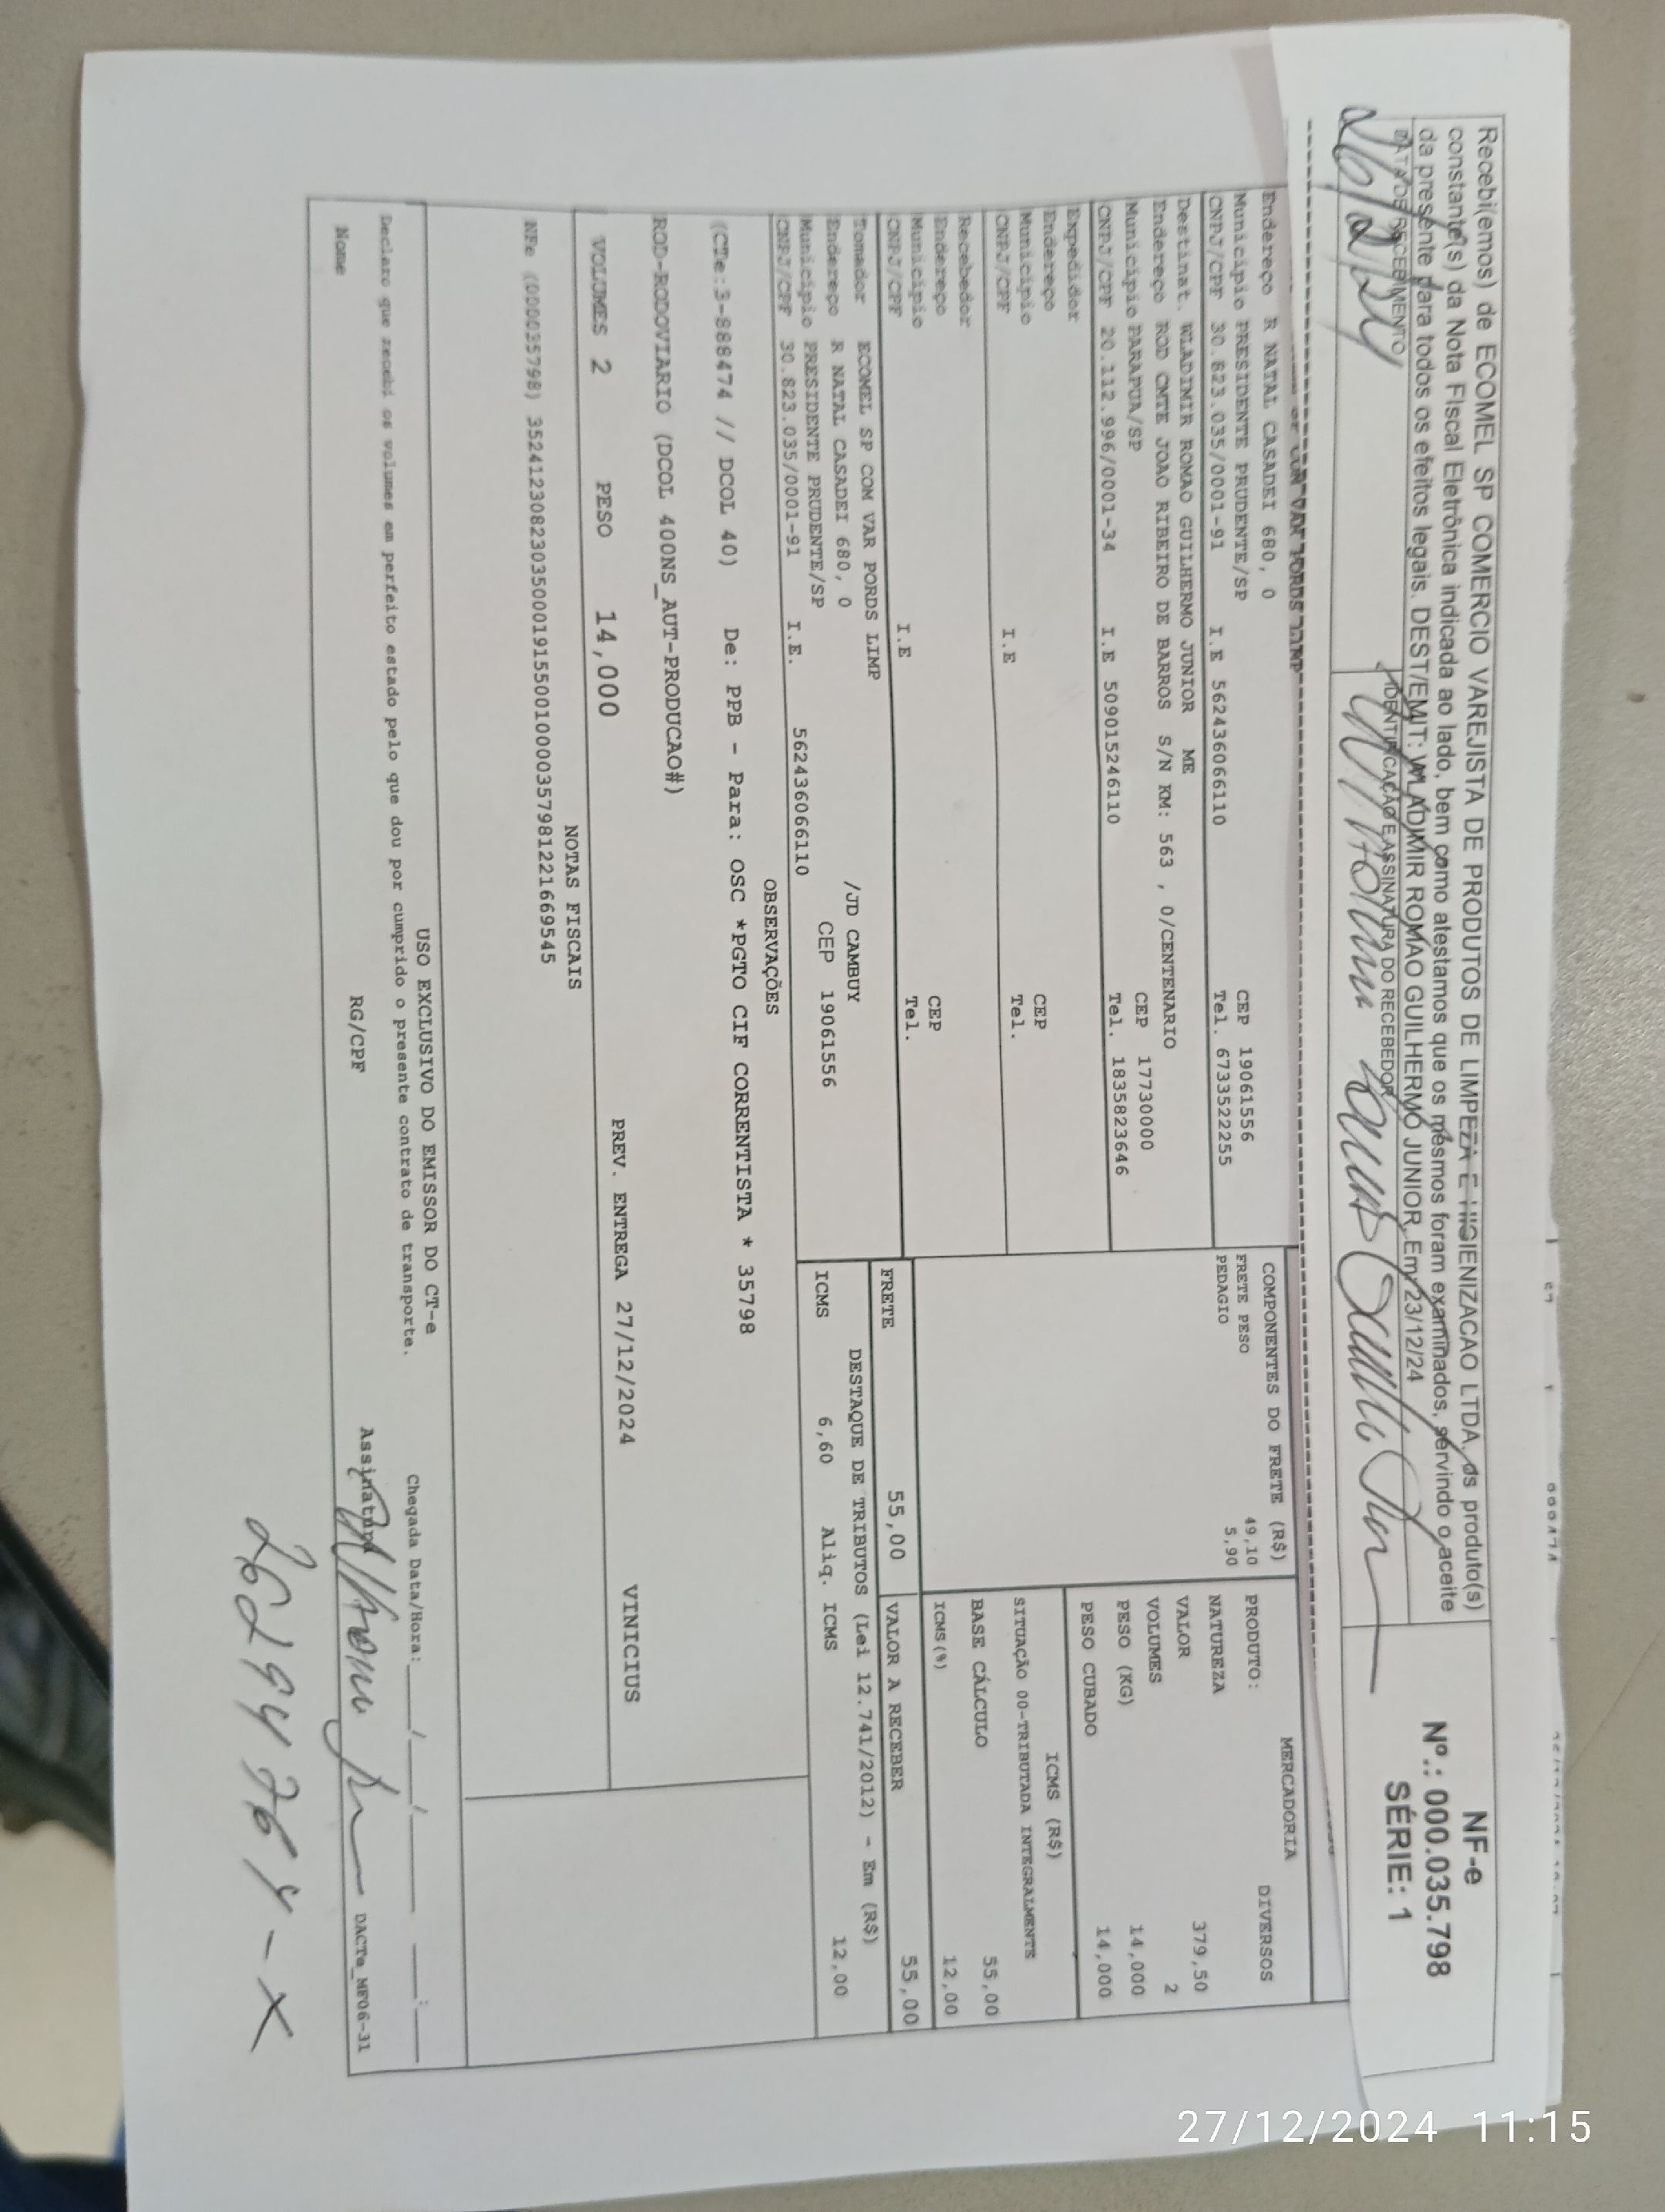 Recebi(emos) de ECOMEL SP COMERCIO VAREJISTA DE PRODUTOS DE LIMPEZA E HIGIENIZACAO LTDA, os produto(s)
constante(s) da Nota Fiscal Eletrônica indicada ao lado, bem como atestamos que os mesmos foram examinados, servindo o aceite
da presente para todos os efeitos legais. DEST/EMIT: WLADIMIR ROMAO GUILHERMO JUNIOR, Em: 23/12/24
DATA DE RECEBIMENTO
IDENTIFICAÇÃO E ASSINATURA DO RECEBEDOR
NF-e
Nº.: 000.035.798
SÉRIE: 1
COM VAR PORDS LIMP
Endereço R NATAL CASADEI 680, 0
Município PRESIDENTE PRUDENTE/SP CEP 19061556
CNPJ/CPF 30.823.035/0001-91 I.E 562436066110 Tel. 6733522255
Destinat. WLADIMIR ROMAO GUILHERMO JUNIOR ME
Endereço ROD CMTE JOAO RIBEIRO DE BARROS S/N KM: 563 , 0/CENTENARIO
Município PARAPUA/SP CEP 17730000
CNPJ/CPF 20.112.996/0001-34 I.E 509015246110 Tel. 1835823646
Expedidor
Endereço
Município CEP
CNPJ/CPF I.E Tel.
Recebedor
Endereço
Município CEP
CNPJ/CPF I.E Tel.
Tomador ECOMEL SP COM VAR PORDS LIMP
Endereço R NATAL CASADEI 680, 0 /JD CAMBUY
Município PRESIDENTE PRUDENTE/SP CEP 19061556
CNPJ/CPF 30.823.035/0001-91 I.E. 562436066110
COMPONENTES DO FRETE (R$)
FRETE PESO 49,10
PEDAGIO 5,90
MERCADORIA
PRODUTO: DIVERSOS
NATUREZA
VALOR 379,50
VOLUMES 2
PESO (KG) 14,000
PESO CUBADO 14,000
ICMS (R$)
SITUAÇÃO 00-TRIBUTADA INTEGRALMENTE
BASE CÁLCULO 55,00
ICMS (%) 12,00
FRETE 55,00 VALOR A RECEBER 55,00
DESTAQUE DE TRIBUTOS (Lei 12.741/2012) - Em (R$)
ICMS 6,60 Aliq. ICMS 12,00
OBSERVAÇÕES
(CTe:3-888474 // DCOL 40) De: PPB - Para: OSC *PGTO CIF CORRENTISTA * 35798
ROD-RODOVIARIO (DCOL 400NS_AUT-PRODUCAO#)
VOLUMES 2 PESO 14,000 PREV. ENTREGA 27/12/2024 VINICIUS
NOTAS FISCAIS
NFe (000035798) 35241230823035000191550010000357981221669545
USO EXCLUSIVO DO EMISSOR DO CT-e
Declaro que recebi os volumes em perfeito estado pelo que dou por cumprido o presente contrato de transporte.
Chegada Data/Hora:____/____/____ ____:____
Nome RG/CPF Assinatura DACTe_MF06-31
26299764-X
27/12/2024 11:15